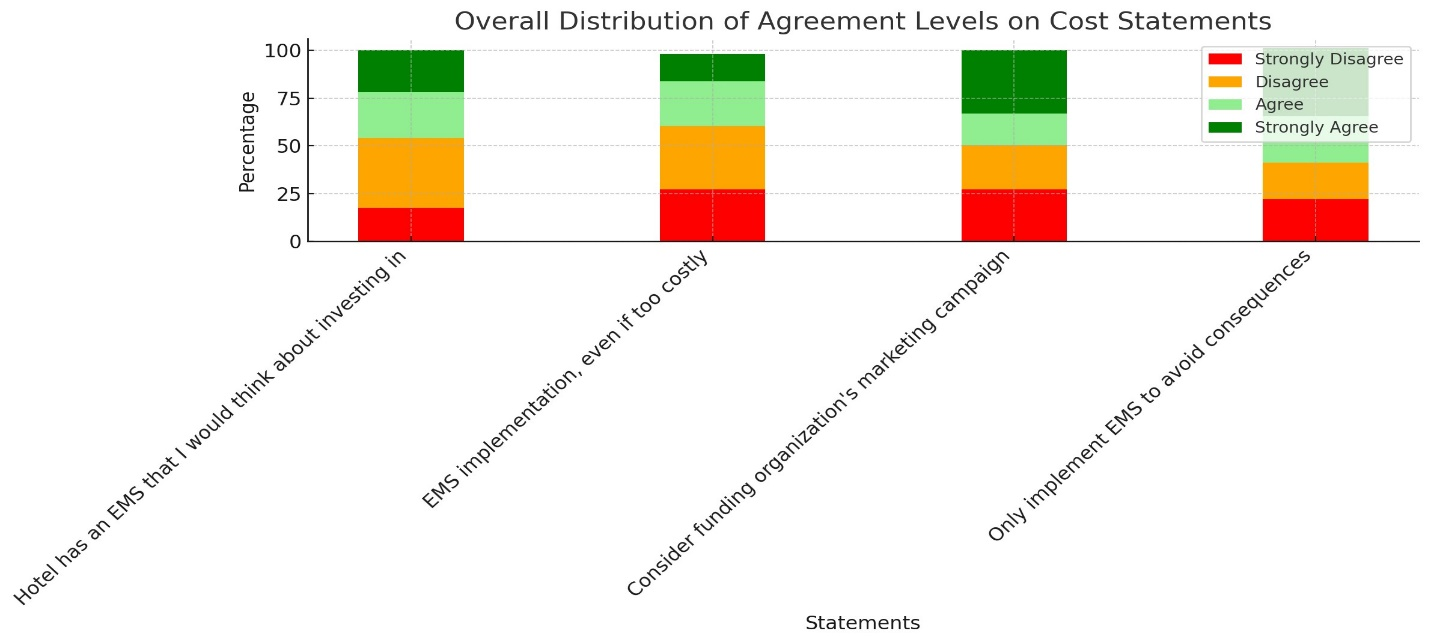 Overall Distribution of Agreement Levels on Cost Statements
Percentage
100
75
50
25
0
Strongly Disagree
Disagree
Agree
Strongly Agree
Hotel has an EMS that I would think about investing in
EMS implementation, even if too costly
Consider funding organization's marketing campaign
Only implement EMS to avoid consequences
Statements